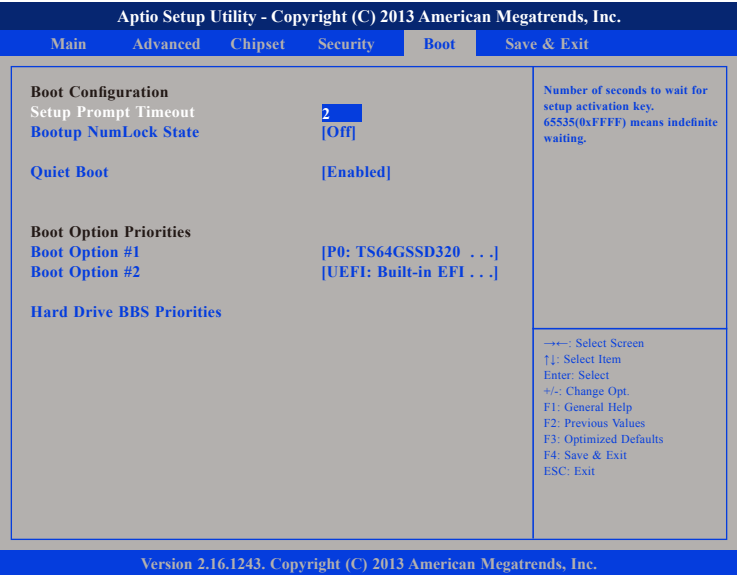 Aptio Setup Utility - Copyright (C) 2013 American Megatrends, Inc.
Main Advanced Chipset Security Boot Save & Exit
Boot Configuration
Setup Prompt Timeout 2
Bootup NumLock State [Off]
Quiet Boot [Enabled]
Boot Option Priorities
Boot Option #1 [P0: TS64GSSD320 . . .]
Boot Option #2 [UEFI: Built-in EFI . . .]
Hard Drive BBS Priorities
Number of seconds to wait for
setup activation key.
65535(0xFFFF) means indefinite
waiting.
→←: Select Screen
↑↓: Select Item
Enter: Select
+/-: Change Opt.
F1: General Help
F2: Previous Values
F3: Optimized Defaults
F4: Save & Exit
ESC: Exit
Version 2.16.1243. Copyright (C) 2013 American Megatrends, Inc.